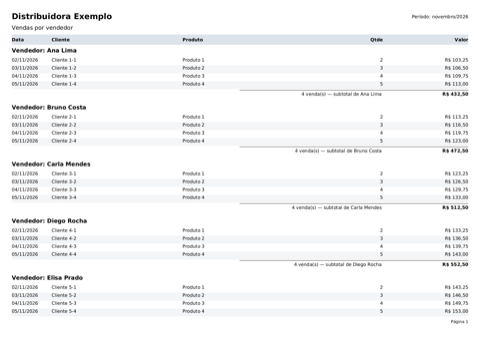 Distribuidora Exemplo
Período: novembro/2026
Vendas por vendedor
Data Cliente Produto Qtde Valor
Vendedor: Ana Lima
02/11/2026 Cliente 1-1 Produto 1 2 R$ 103,25
03/11/2026 Cliente 1-2 Produto 2 3 R$ 106,50
04/11/2026 Cliente 1-3 Produto 3 4 R$ 109,75
05/11/2026 Cliente 1-4 Produto 4 5 R$ 113,00
4 venda(s) — subtotal de Ana Lima R$ 432,50
Vendedor: Bruno Costa
02/11/2026 Cliente 2-1 Produto 1 2 R$ 113,25
03/11/2026 Cliente 2-2 Produto 2 3 R$ 116,50
04/11/2026 Cliente 2-3 Produto 3 4 R$ 119,75
05/11/2026 Cliente 2-4 Produto 4 5 R$ 123,00
4 venda(s) — subtotal de Bruno Costa R$ 472,50
Vendedor: Carla Mendes
02/11/2026 Cliente 3-1 Produto 1 2 R$ 123,25
03/11/2026 Cliente 3-2 Produto 2 3 R$ 126,50
04/11/2026 Cliente 3-3 Produto 3 4 R$ 129,75
05/11/2026 Cliente 3-4 Produto 4 5 R$ 133,00
4 venda(s) — subtotal de Carla Mendes R$ 512,50
Vendedor: Diego Rocha
02/11/2026 Cliente 4-1 Produto 1 2 R$ 133,25
03/11/2026 Cliente 4-2 Produto 2 3 R$ 136,50
04/11/2026 Cliente 4-3 Produto 3 4 R$ 139,75
05/11/2026 Cliente 4-4 Produto 4 5 R$ 143,00
4 venda(s) — subtotal de Diego Rocha R$ 552,50
Vendedor: Elisa Prado
02/11/2026 Cliente 5-1 Produto 1 2 R$ 143,25
03/11/2026 Cliente 5-2 Produto 2 3 R$ 146,50
04/11/2026 Cliente 5-3 Produto 3 4 R$ 149,75
05/11/2026 Cliente 5-4 Produto 4 5 R$ 153,00
Página 1